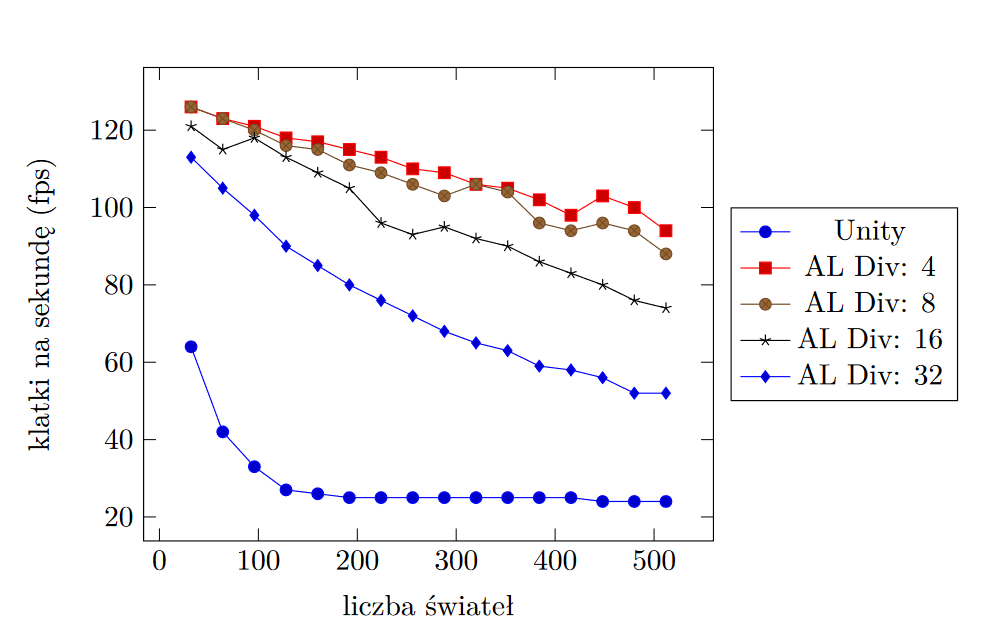 120
100
80
60
40
20
0 100 200 300 400 500
klatki na sekundę (fps)
liczba świateł
Unity
AL Div: 4
AL Div: 8
AL Div: 16
AL Div: 32